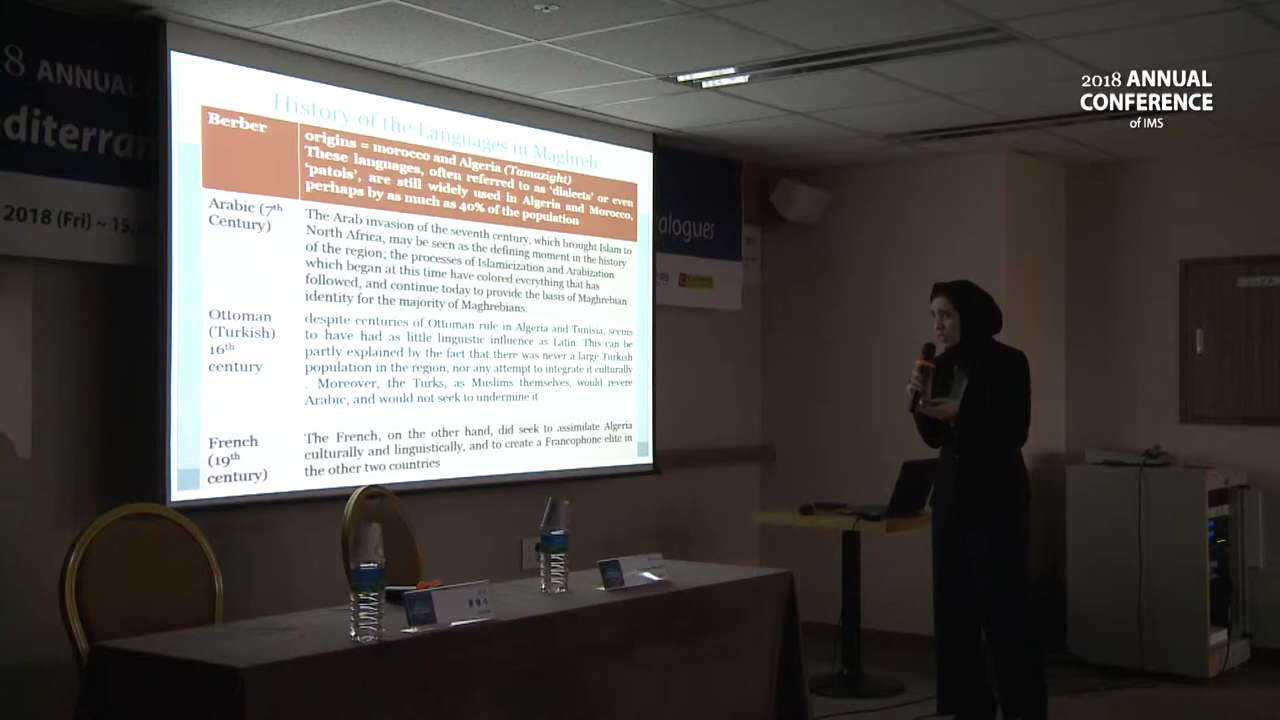 8 ANNUAL
editerran
2018 (Fri) ~ 15.
2018 ANNUAL
CONFERENCE
of IMS
alogues
History of the Languages in Maghreb
Berber
origins = morocco and Algeria (Tamazight)
These languages, often referred to as 'dialects' or even
'patois', are still widely used in Algeria and Morocco,
perhaps by as much as 40% of the population
Arabic (7th
Century)
The Arab invasion of the seventh century, which brought Islam to
North Africa, may be seen as the defining moment in the history
of the region; the processes of Islamicization and Arabization
which began at this time have colored everything that has
followed, and continue today to provide the basis of Maghrebian
identity for the majority of Maghrebians.
Ottoman
(Turkish)
16th
century
despite centuries of Ottoman rule in Algeria and Tunisia, seems
to have had as little linguistic influence as Latin. This can be
partly explained by the fact that there was never a large Turkish
population in the region, nor any attempt to integrate it culturally
. Moreover, the Turks, as Muslims themselves, would revere
Arabic, and would not seek to undermine it
French
(19th
century)
The French, on the other hand, did seek to assimilate Algeria
culturally and linguistically, and to create a Francophone elite in
the other two countries